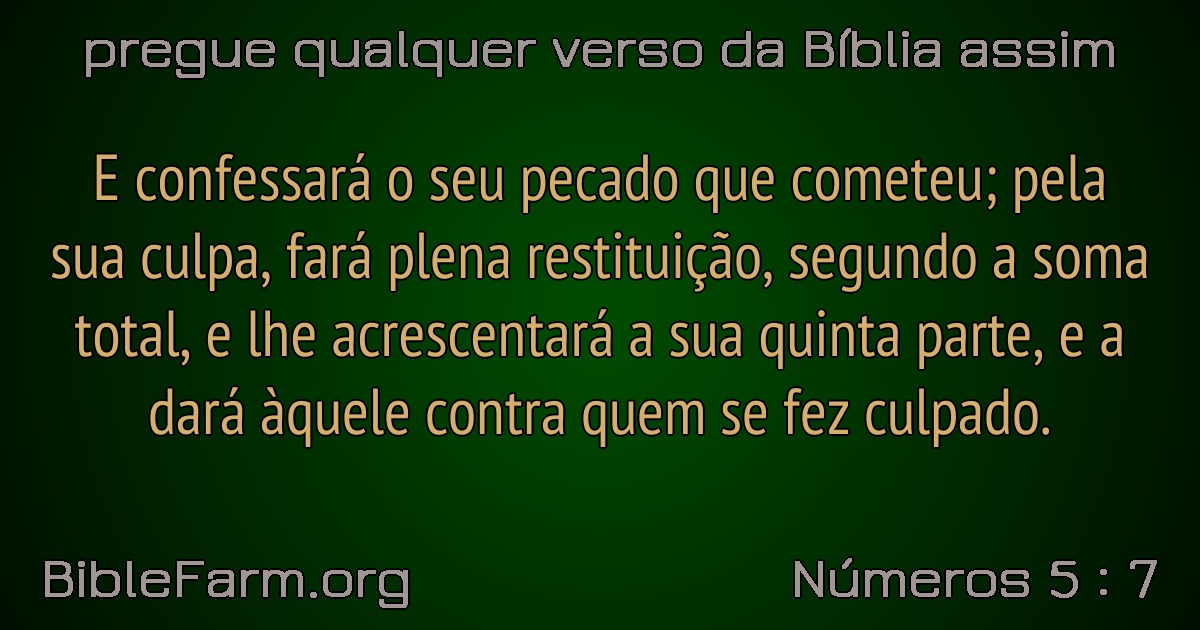 pregue qualquer verso da Bíblia assim
E confessará o seu pecado que cometeu; pela
sua culpa, fará plena restituição, segundo a soma
total, e lhe acrescentará a sua quinta parte, e a
dará àquele contra quem se fez culpado.
BibleFarm.org
Números 5 : 7